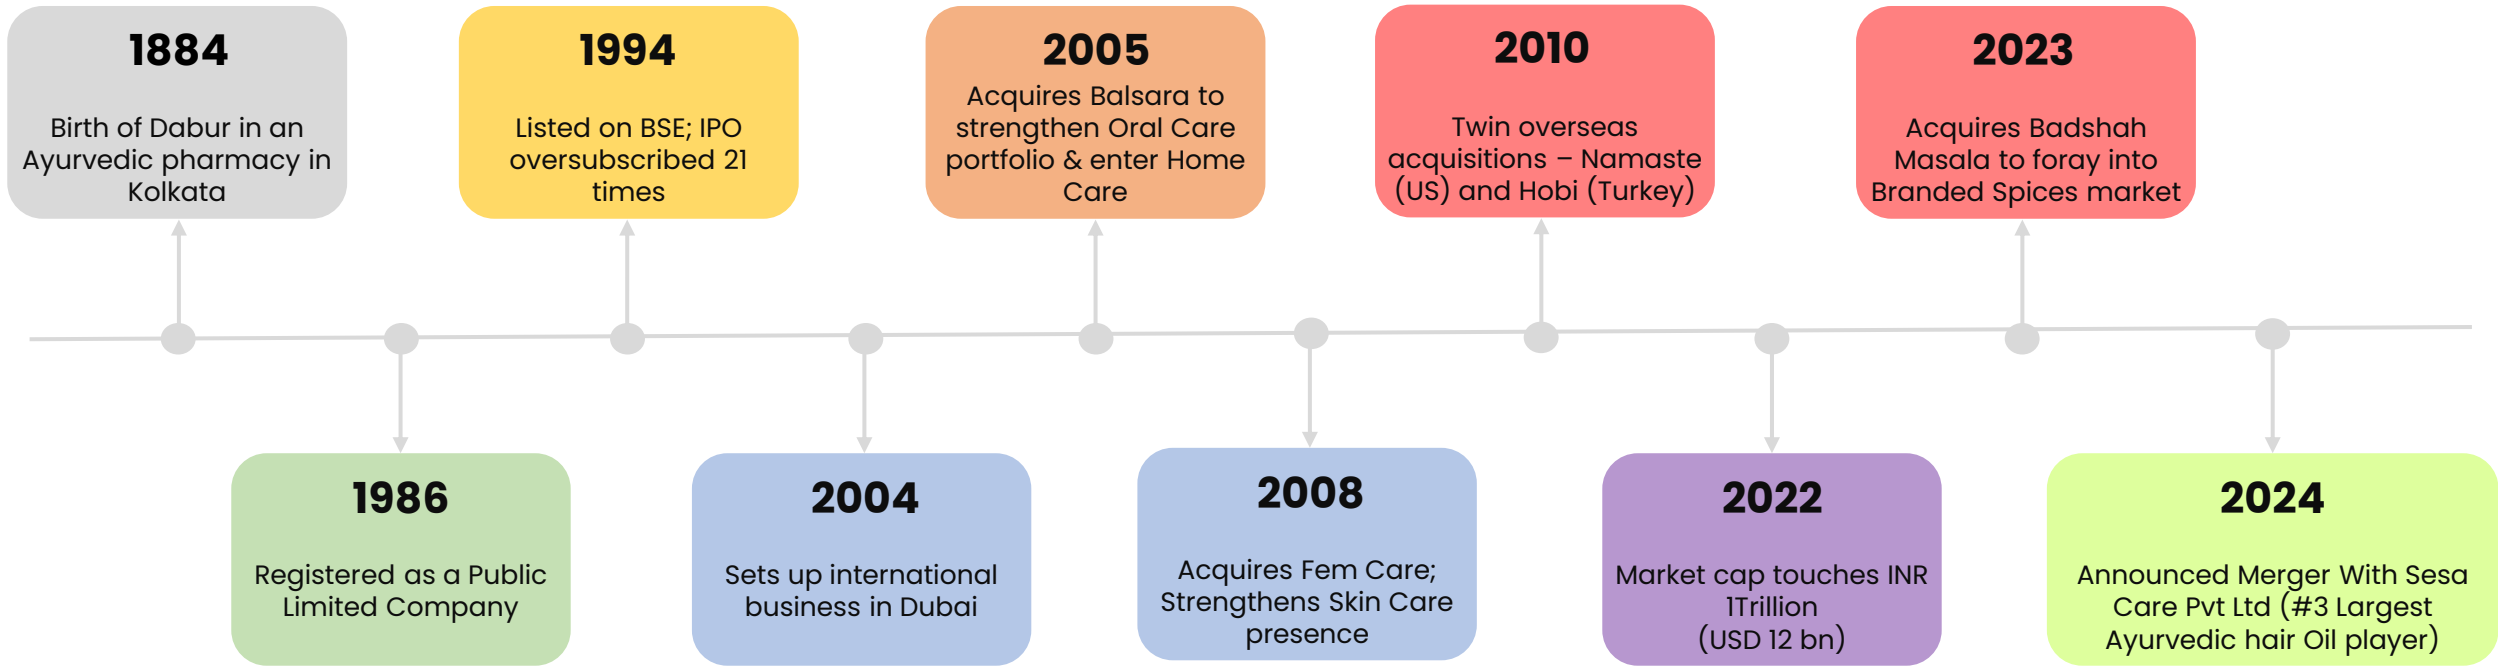 1884
Birth of Dabur in an
Ayurvedic pharmacy in
Kolkata
1986
Registered as a Public
Limited Company
1994
Listed on BSE; IPO
oversubscribed 21
times
2004
Sets up international
business in Dubai
2005
Acquires Balsara to
strengthen Oral Care
portfolio & enter Home
Care
2008
Acquires Fem Care;
Strengthens Skin Care
presence
2010
Twin overseas
acquisitions – Namaste
(US) and Hobi (Turkey)
2022
Market cap touches INR
1Trillion
(USD 12 bn)
2023
Acquires Badshah
Masala to foray into
Branded Spices market
2024
Announced Merger With Sesa
Care Pvt Ltd (#3 Largest
Ayurvedic hair Oil player)